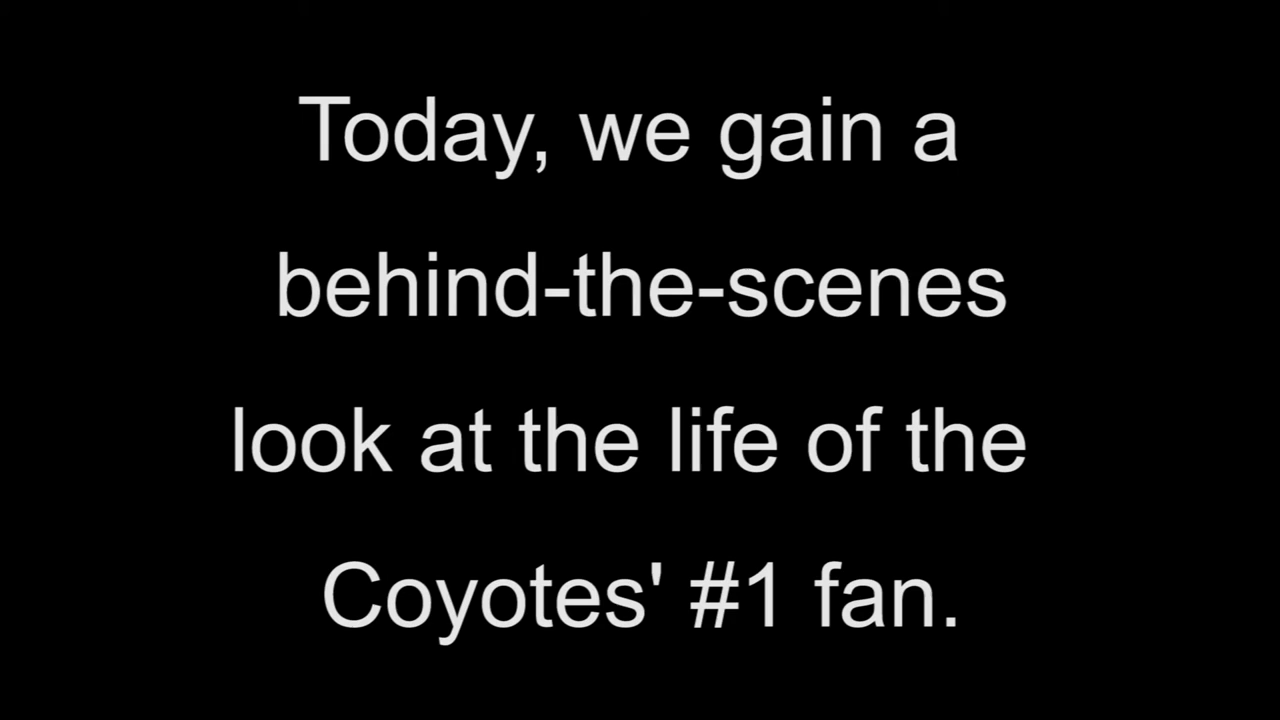 Today, we gain a
behind-the-scenes
look at the life of the
Coyotes' #1 fan.